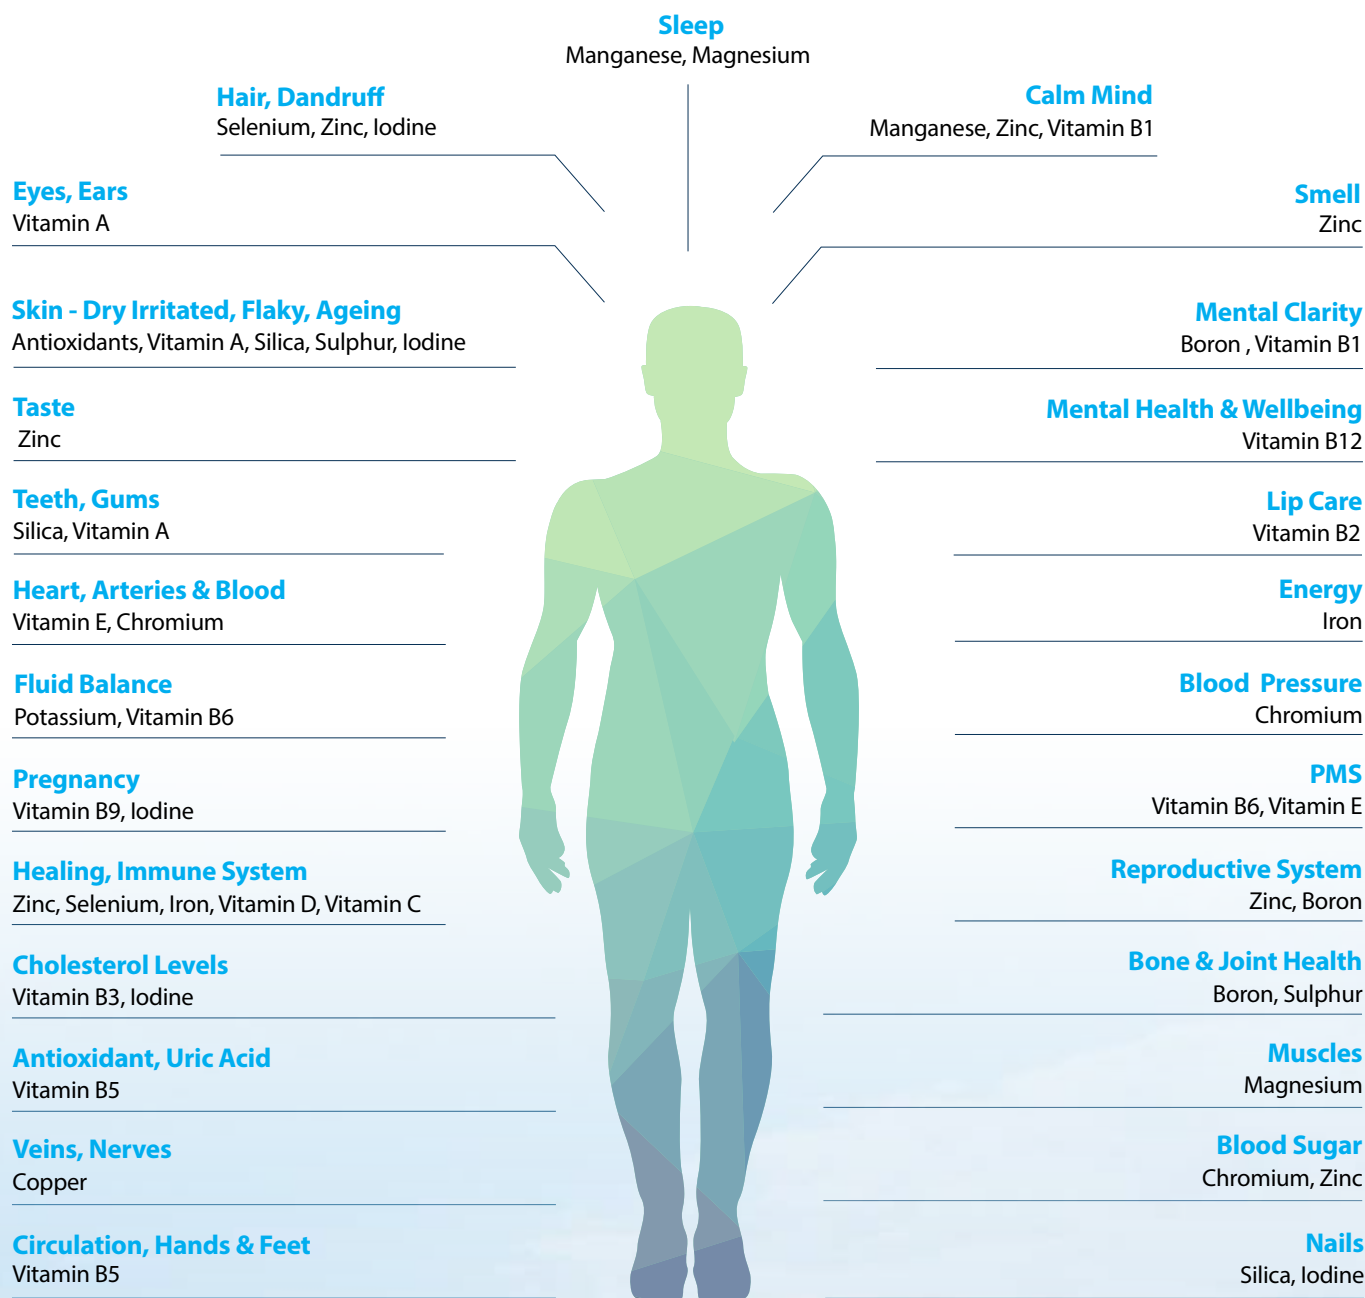 Sleep
Manganese, Magnesium
Hair, Dandruff
Selenium, Zinc, Iodine
Calm Mind
Manganese, Zinc, Vitamin B1
Eyes, Ears
Vitamin A
Smell
Zinc
Skin - Dry Irritated, Flaky, Ageing
Antioxidants, Vitamin A, Silica, Sulphur, Iodine
Mental Clarity
Boron , Vitamin B1
Taste
Zinc
Mental Health & Wellbeing
Vitamin B12
Teeth, Gums
Silica, Vitamin A
Lip Care
Vitamin B2
Heart, Arteries & Blood
Vitamin E, Chromium
Energy
Iron
Fluid Balance
Potassium, Vitamin B6
Blood Pressure
Chromium
Pregnancy
Vitamin B9, Iodine
PMS
Vitamin B6, Vitamin E
Healing, Immune System
Zinc, Selenium, Iron, Vitamin D, Vitamin C
Reproductive System
Zinc, Boron
Cholesterol Levels
Vitamin B3, Iodine
Bone & Joint Health
Boron, Sulphur
Antioxidant, Uric Acid
Vitamin B5
Muscles
Magnesium
Veins, Nerves
Copper
Blood Sugar
Chromium, Zinc
Circulation, Hands & Feet
Vitamin B5
Nails
Silica, Iodine